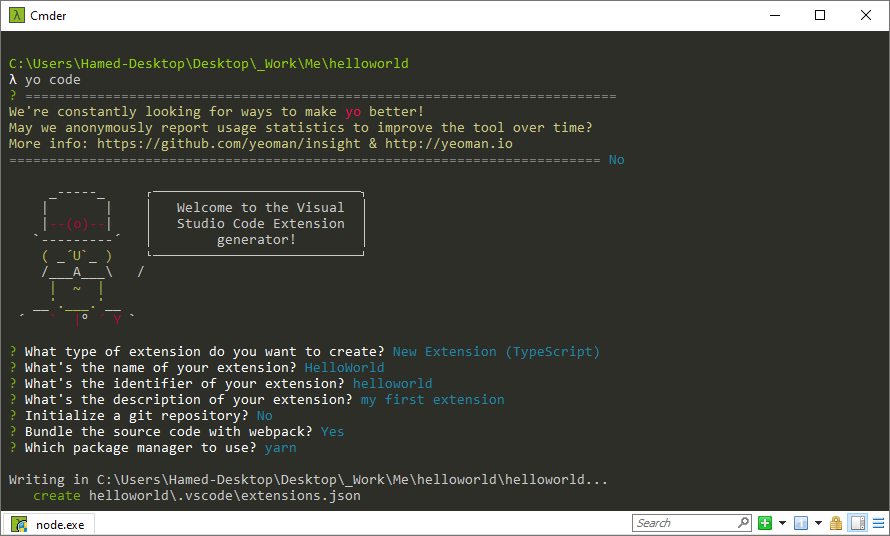 Cmder
C:\Users\Hamed-Desktop\Desktop\_Work\Me\helloworld
λ yo code
? ==========================================================================
We're constantly looking for ways to make yo better!
May we anonymously report usage statistics to improve the tool over time?
More info: https://github.com/yeoman/insight & http://yeoman.io
========================================================================== No
     _-----_     ╭──────────────────────────╮
    |       |    │   Welcome to the Visual  │
    |--(o)--|    │   Studio Code Extension  │
   `---------´   │        generator!        │
    ( _´U`_ )    ╰──────────────────────────╯
    /___A___\   /
     |  ~  |
   __'.___.'__
 ´   `  |° ´ Y `
? What type of extension do you want to create? New Extension (TypeScript)
? What's the name of your extension? HelloWorld
? What's the identifier of your extension? helloworld
? What's the description of your extension? my first extension
? Initialize a git repository? No
? Bundle the source code with webpack? Yes
? Which package manager to use? yarn
Writing in C:\Users\Hamed-Desktop\Desktop\_Work\Me\helloworld\helloworld...
   create helloworld\.vscode\extensions.json
node.exe
Search